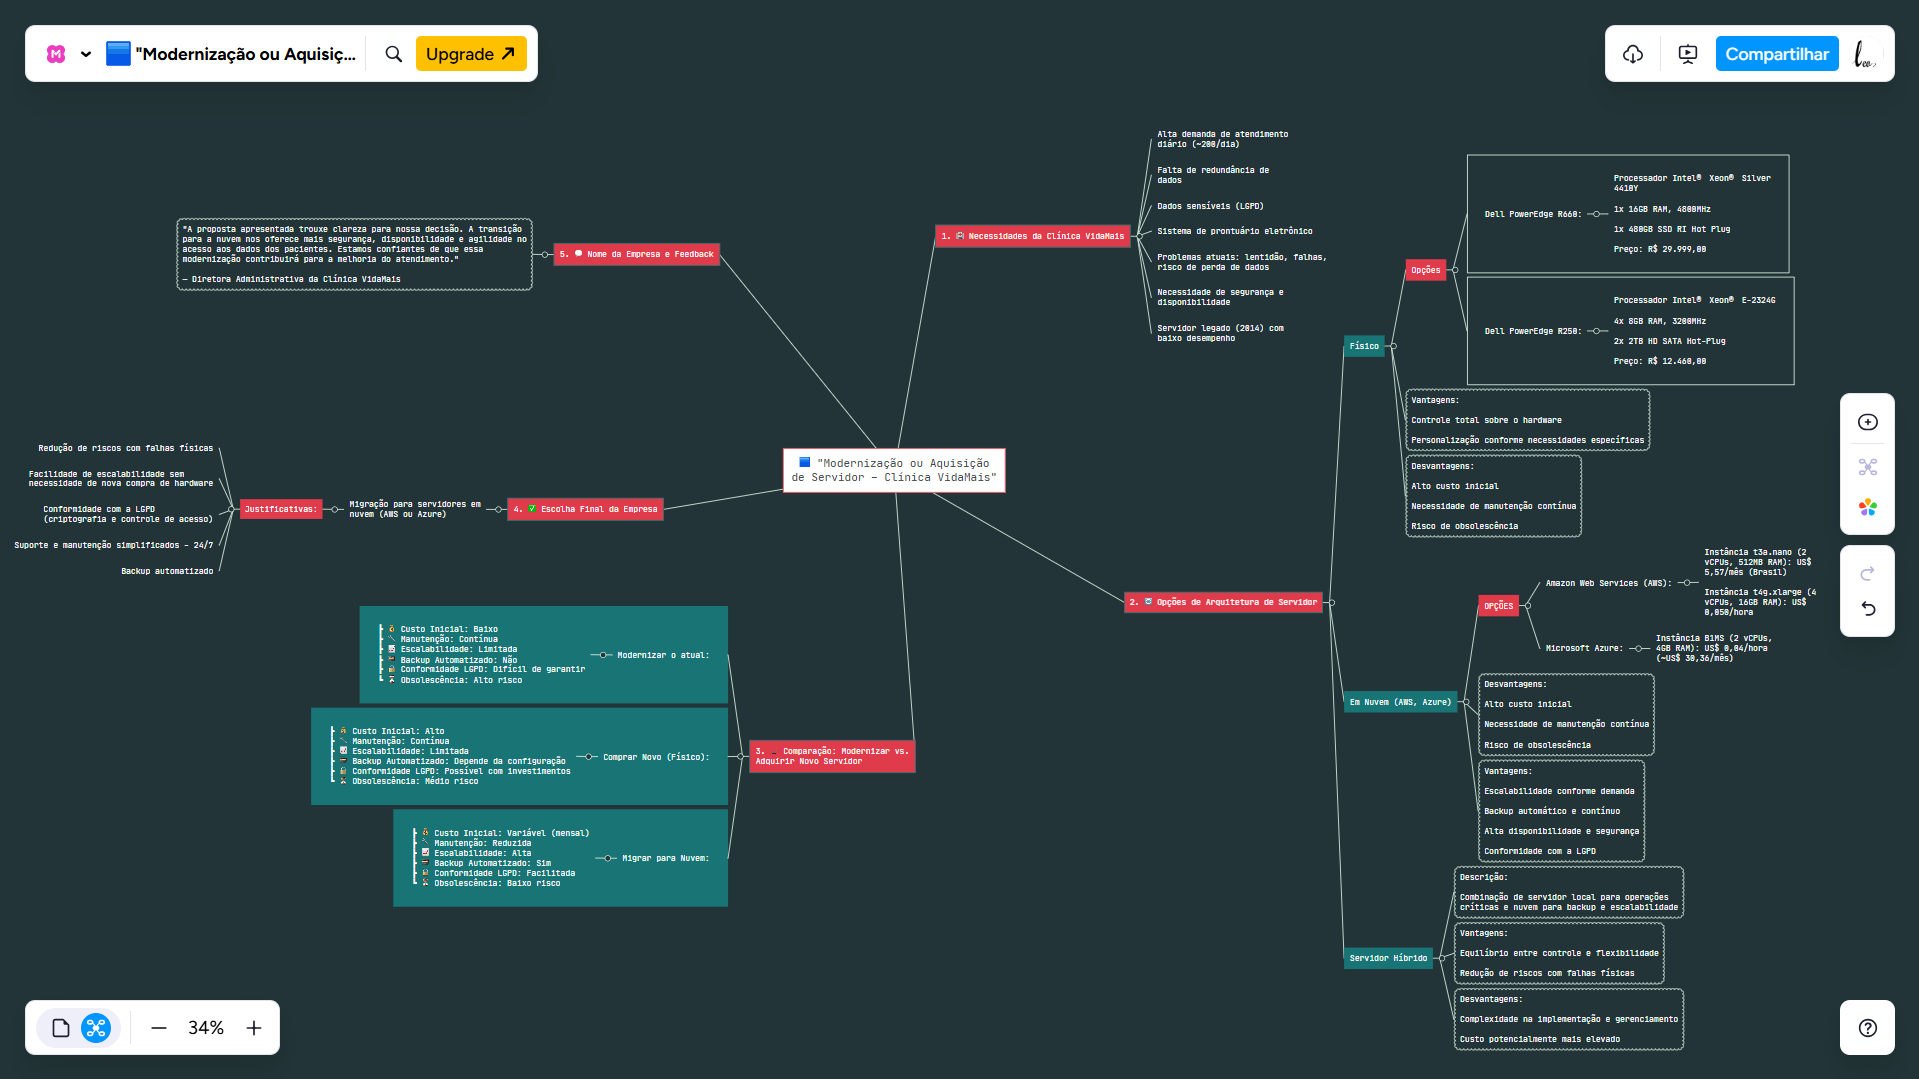 "Modernização ou Aquisiç...
Upgrade
Compartilhar
"Modernização ou Aquisição
de Servidor – Clínica VidaMais"
1. Necessidades da Clínica VidaMais
Alta demanda de atendimento
diário (~200/dia)
Falta de redundância de
dados
Dados sensíveis (LGPD)
Sistema de prontuário eletrônico
Problemas atuais: lentidão, falhas,
risco de perda de dados
Necessidade de segurança e
disponibilidade
Servidor legado (2014) com
baixo desempenho
2. Opções de Arquitetura de Servidor
Físico
Opções
Dell PowerEdge R660:
Processador Intel® Xeon® Silver
4410Y
1x 16GB RAM, 4800MHz
1x 480GB SSD RI Hot Plug
Preço: R$ 29.999,00
Dell PowerEdge R250:
Processador Intel® Xeon® E-2324G
4x 8GB RAM, 3200MHz
2x 2TB HD SATA Hot-Plug
Preço: R$ 12.460,00
Vantagens:
Controle total sobre o hardware
Personalização conforme necessidades específicas
Desvantagens:
Alto custo inicial
Necessidade de manutenção contínua
Risco de obsolescência
Em Nuvem (AWS, Azure)
OPÇÕES
Amazon Web Services (AWS):
Instância t3a.nano (2
vCPUs, 512MB RAM): US$
5,57/mês (Brasil)
Instância t4g.xlarge (4
vCPUs, 16GB RAM): US$
0,050/hora
Microsoft Azure:
Instância B1MS (2 vCPUs,
4GB RAM): US$ 0,04/hora
(~US$ 30,36/mês)
Desvantagens:
Alto custo inicial
Necessidade de manutenção contínua
Risco de obsolescência
Vantagens:
Escalabilidade conforme demanda
Backup automático e contínuo
Alta disponibilidade e segurança
Conformidade com a LGPD
Servidor Híbrido
Descrição:
Combinação de servidor local para operações
críticas e nuvem para backup e escalabilidade
Vantagens:
Equilíbrio entre controle e flexibilidade
Redução de riscos com falhas físicas
Desvantagens:
Complexidade na implementação e gerenciamento
Custo potencialmente mais elevado
3. Comparação: Modernizar vs.
Adquirir Novo Servidor
Modernizar o atual:
Custo Inicial: Baixo
Manutenção: Contínua
Escalabilidade: Limitada
Backup Automatizado: Não
Conformidade LGPD: Difícil de garantir
Obsolescência: Alto risco
Comprar Novo (Físico):
Custo Inicial: Alto
Manutenção: Contínua
Escalabilidade: Limitada
Backup Automatizado: Depende da configuração
Conformidade LGPD: Possível com investimentos
Obsolescência: Médio risco
Migrar para Nuvem:
Custo Inicial: Variável (mensal)
Manutenção: Reduzida
Escalabilidade: Alta
Backup Automatizado: Sim
Conformidade LGPD: Facilitada
Obsolescência: Baixo risco
4. Escolha Final da Empresa
Migração para servidores em
nuvem (AWS ou Azure)
Justificativas:
Redução de riscos com falhas físicas
Facilidade de escalabilidade sem
necessidade de nova compra de hardware
Conformidade com a LGPD
(criptografia e controle de acesso)
Suporte e manutenção simplificados – 24/7
Backup automatizado
5. Nome da Empresa e Feedback
"A proposta apresentada trouxe clareza para nossa decisão. A transição
para a nuvem nos oferece mais segurança, disponibilidade e agilidade no
acesso aos dados dos pacientes. Estamos confiantes de que essa
modernização contribuirá para a melhoria do atendimento."
– Diretora Administrativa da Clínica VidaMais
34%